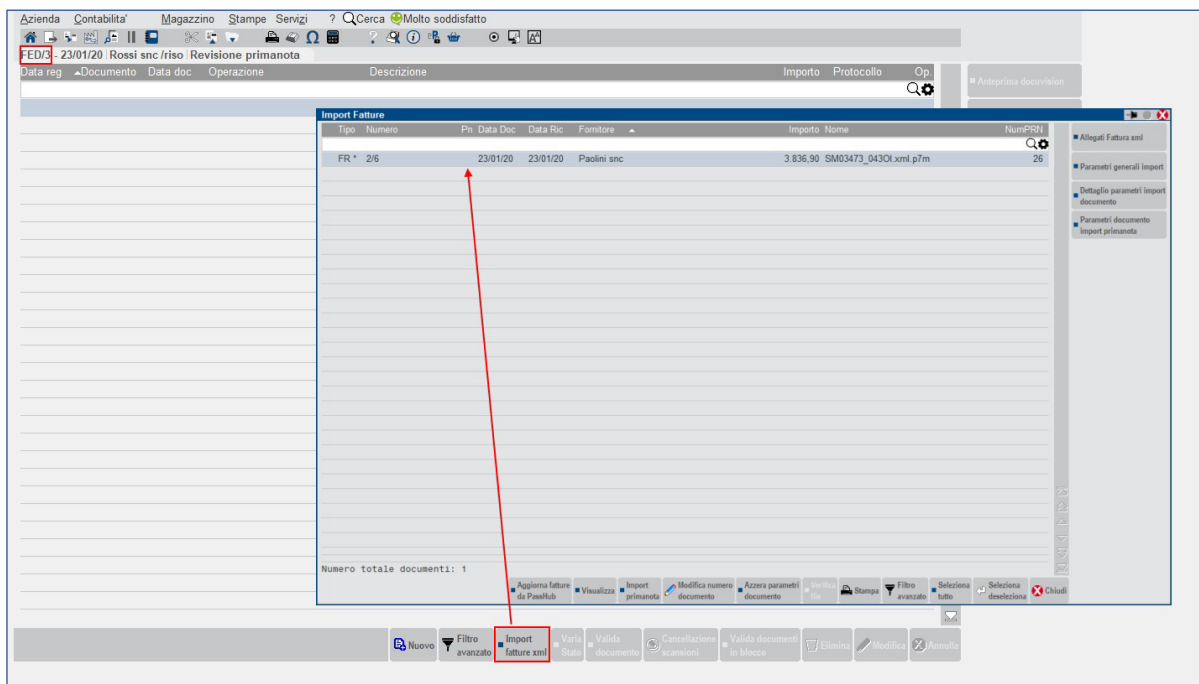 Azienda Contabilita' Magazzino Stampe Servizi ? Cerca Molto soddisfatto
FED/3 - 23/01/20 Rossi snc /riso Revisione primanota
Data reg Documento Data doc Operazione Descrizione Importo Protocollo Op.
Anteprima docuvision
Import Fatture
Tipo Numero Pn Data Doc Data Ric Fornitore Importo Nome NumPRN
FR * 2/6 23/01/20 23/01/20 Paolini snc 3.836,90 SM03473_043OI.xml.p7m 26
Allegati Fattura xml
Parametri generali import
Dettaglio parametri import
documento
Parametri documento
import primanota
Numero totale documenti: 1
Aggiorna fatture
da PassHub
Visualizza
Import
primanota
Modifica numero
documento
Azzera parametri
documento
Verifica
file
Stampa
Filtro
avanzato
Seleziona
tutto
Seleziona
deseleziona
Chiudi
Nuovo
Filtro
avanzato
Import
fatture xml
Varia
Stato
Valida
documento
Cancellazione
scansioni
Valida documenti
in blocco
Elimina
Modifica
Annulla